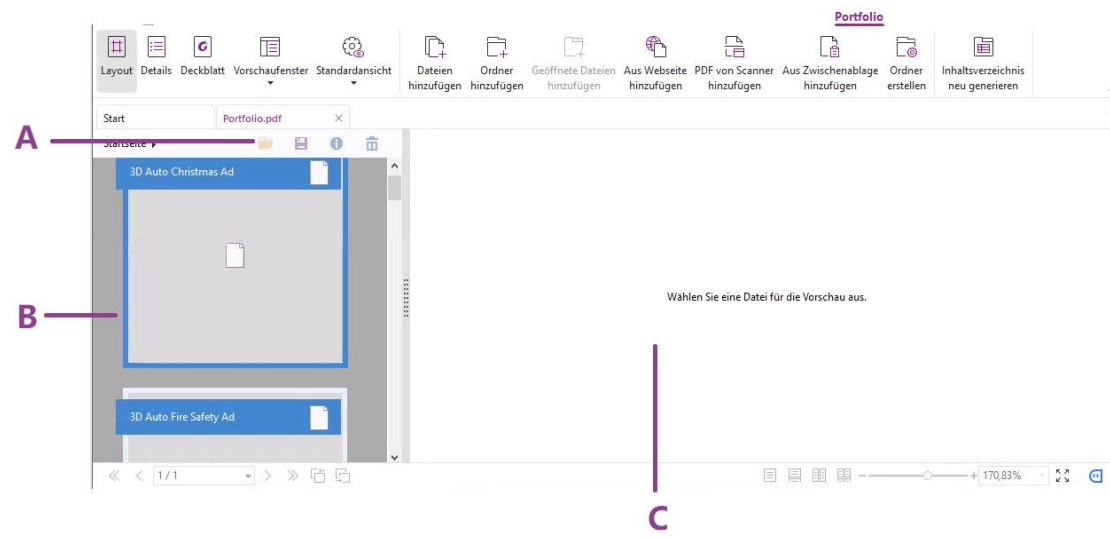 Portfolio
Layout Details Deckblatt Vorschaufenster Standardansicht Dateien hinzufügen Ordner hinzufügen Geöffnete Dateien hinzufügen Aus Webseite hinzufügen PDF von Scanner hinzufügen Aus Zwischenablage hinzufügen Ordner erstellen Inhaltsverzeichnis neu generieren
Start Portfolio.pdf
A
Startseite
3D Auto Christmas Ad
Wählen Sie eine Datei für die Vorschau aus.
B
3D Auto Fire Safety Ad
1 / 1 170,83%
C